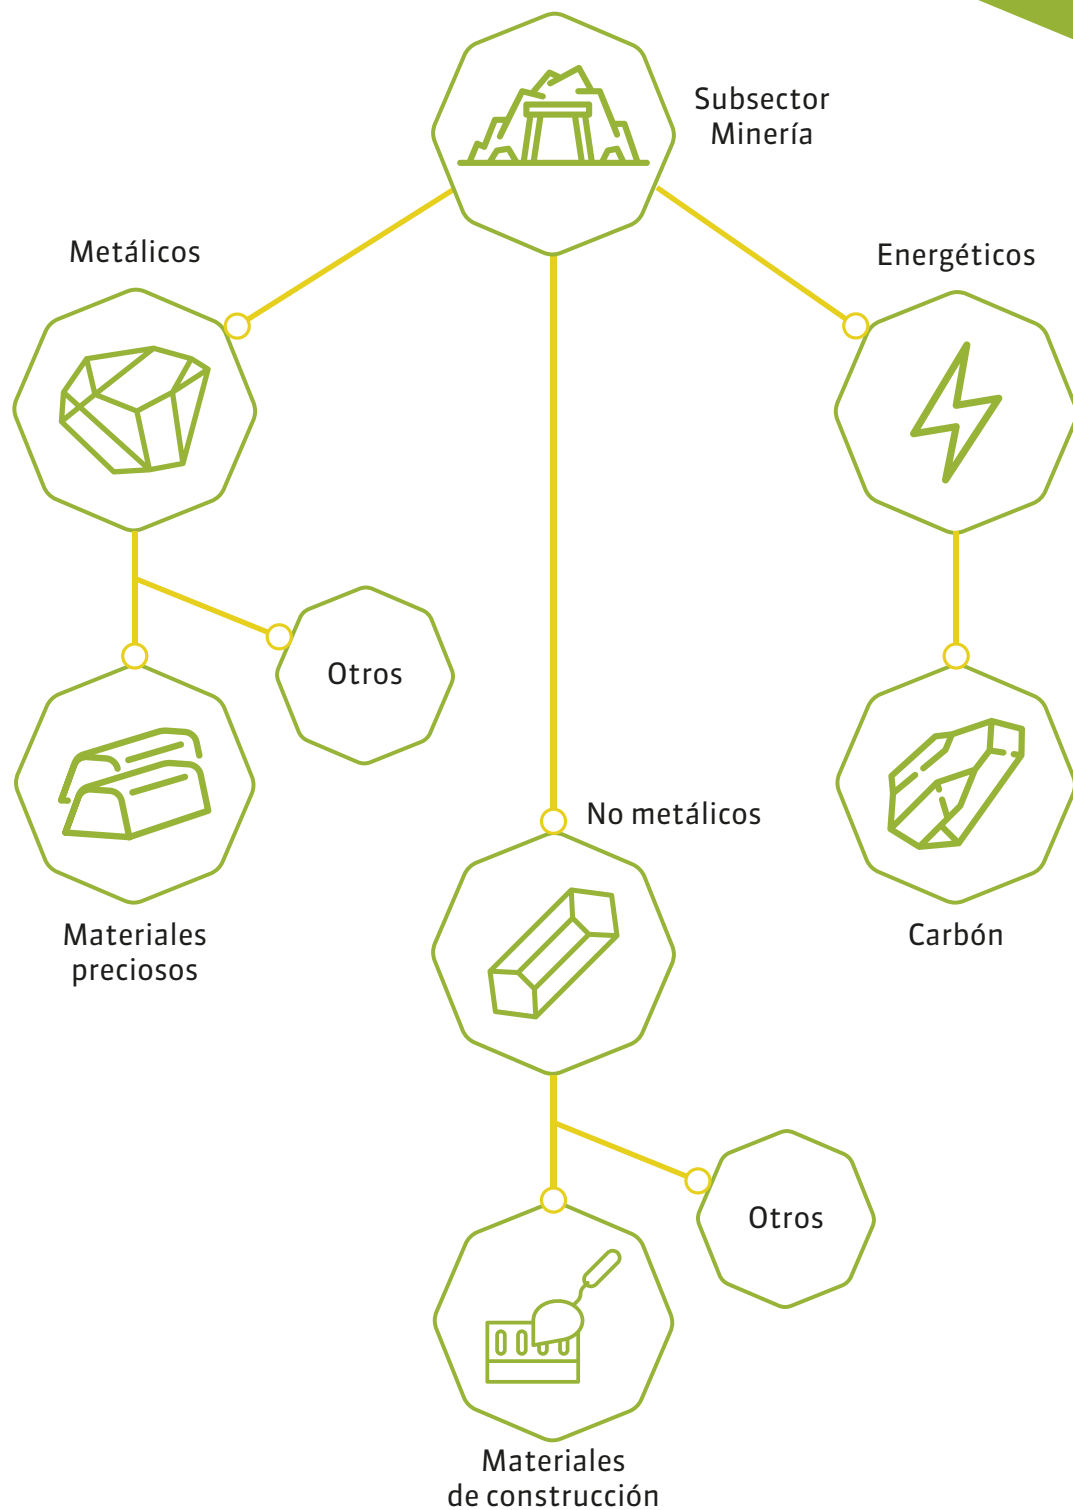 Subsector
Minería
Metálicos
Energéticos
Otros
No metálicos
Materiales
preciosos
Carbón
Otros
Materiales
de construcción